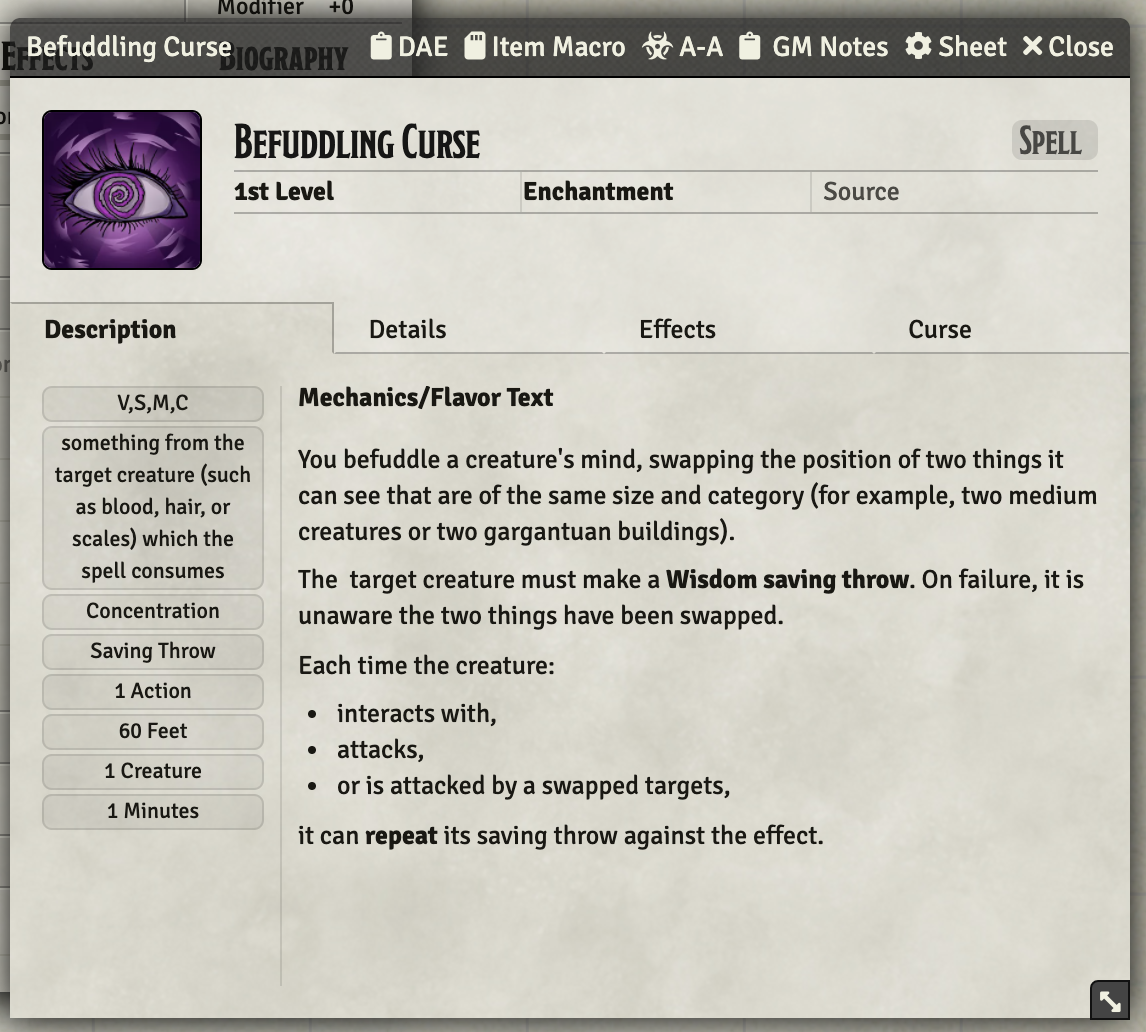 Modifier +0
Effects Biography
Befuddling Curse DAE Item Macro A-A GM Notes Sheet Close
Befuddling Curse Spell
1st Level Enchantment Source
Description Details Effects Curse
V,S,M,C
something from the
target creature (such
as blood, hair, or
scales) which the
spell consumes
Concentration
Saving Throw
1 Action
60 Feet
1 Creature
1 Minutes
Mechanics/Flavor Text
You befuddle a creature's mind, swapping the position of two things it
can see that are of the same size and category (for example, two medium
creatures or two gargantuan buildings).
The  target creature must make a Wisdom saving throw. On failure, it is
unaware the two things have been swapped.
Each time the creature:
• interacts with,
• attacks,
• or is attacked by a swapped targets,
it can repeat its saving throw against the effect.